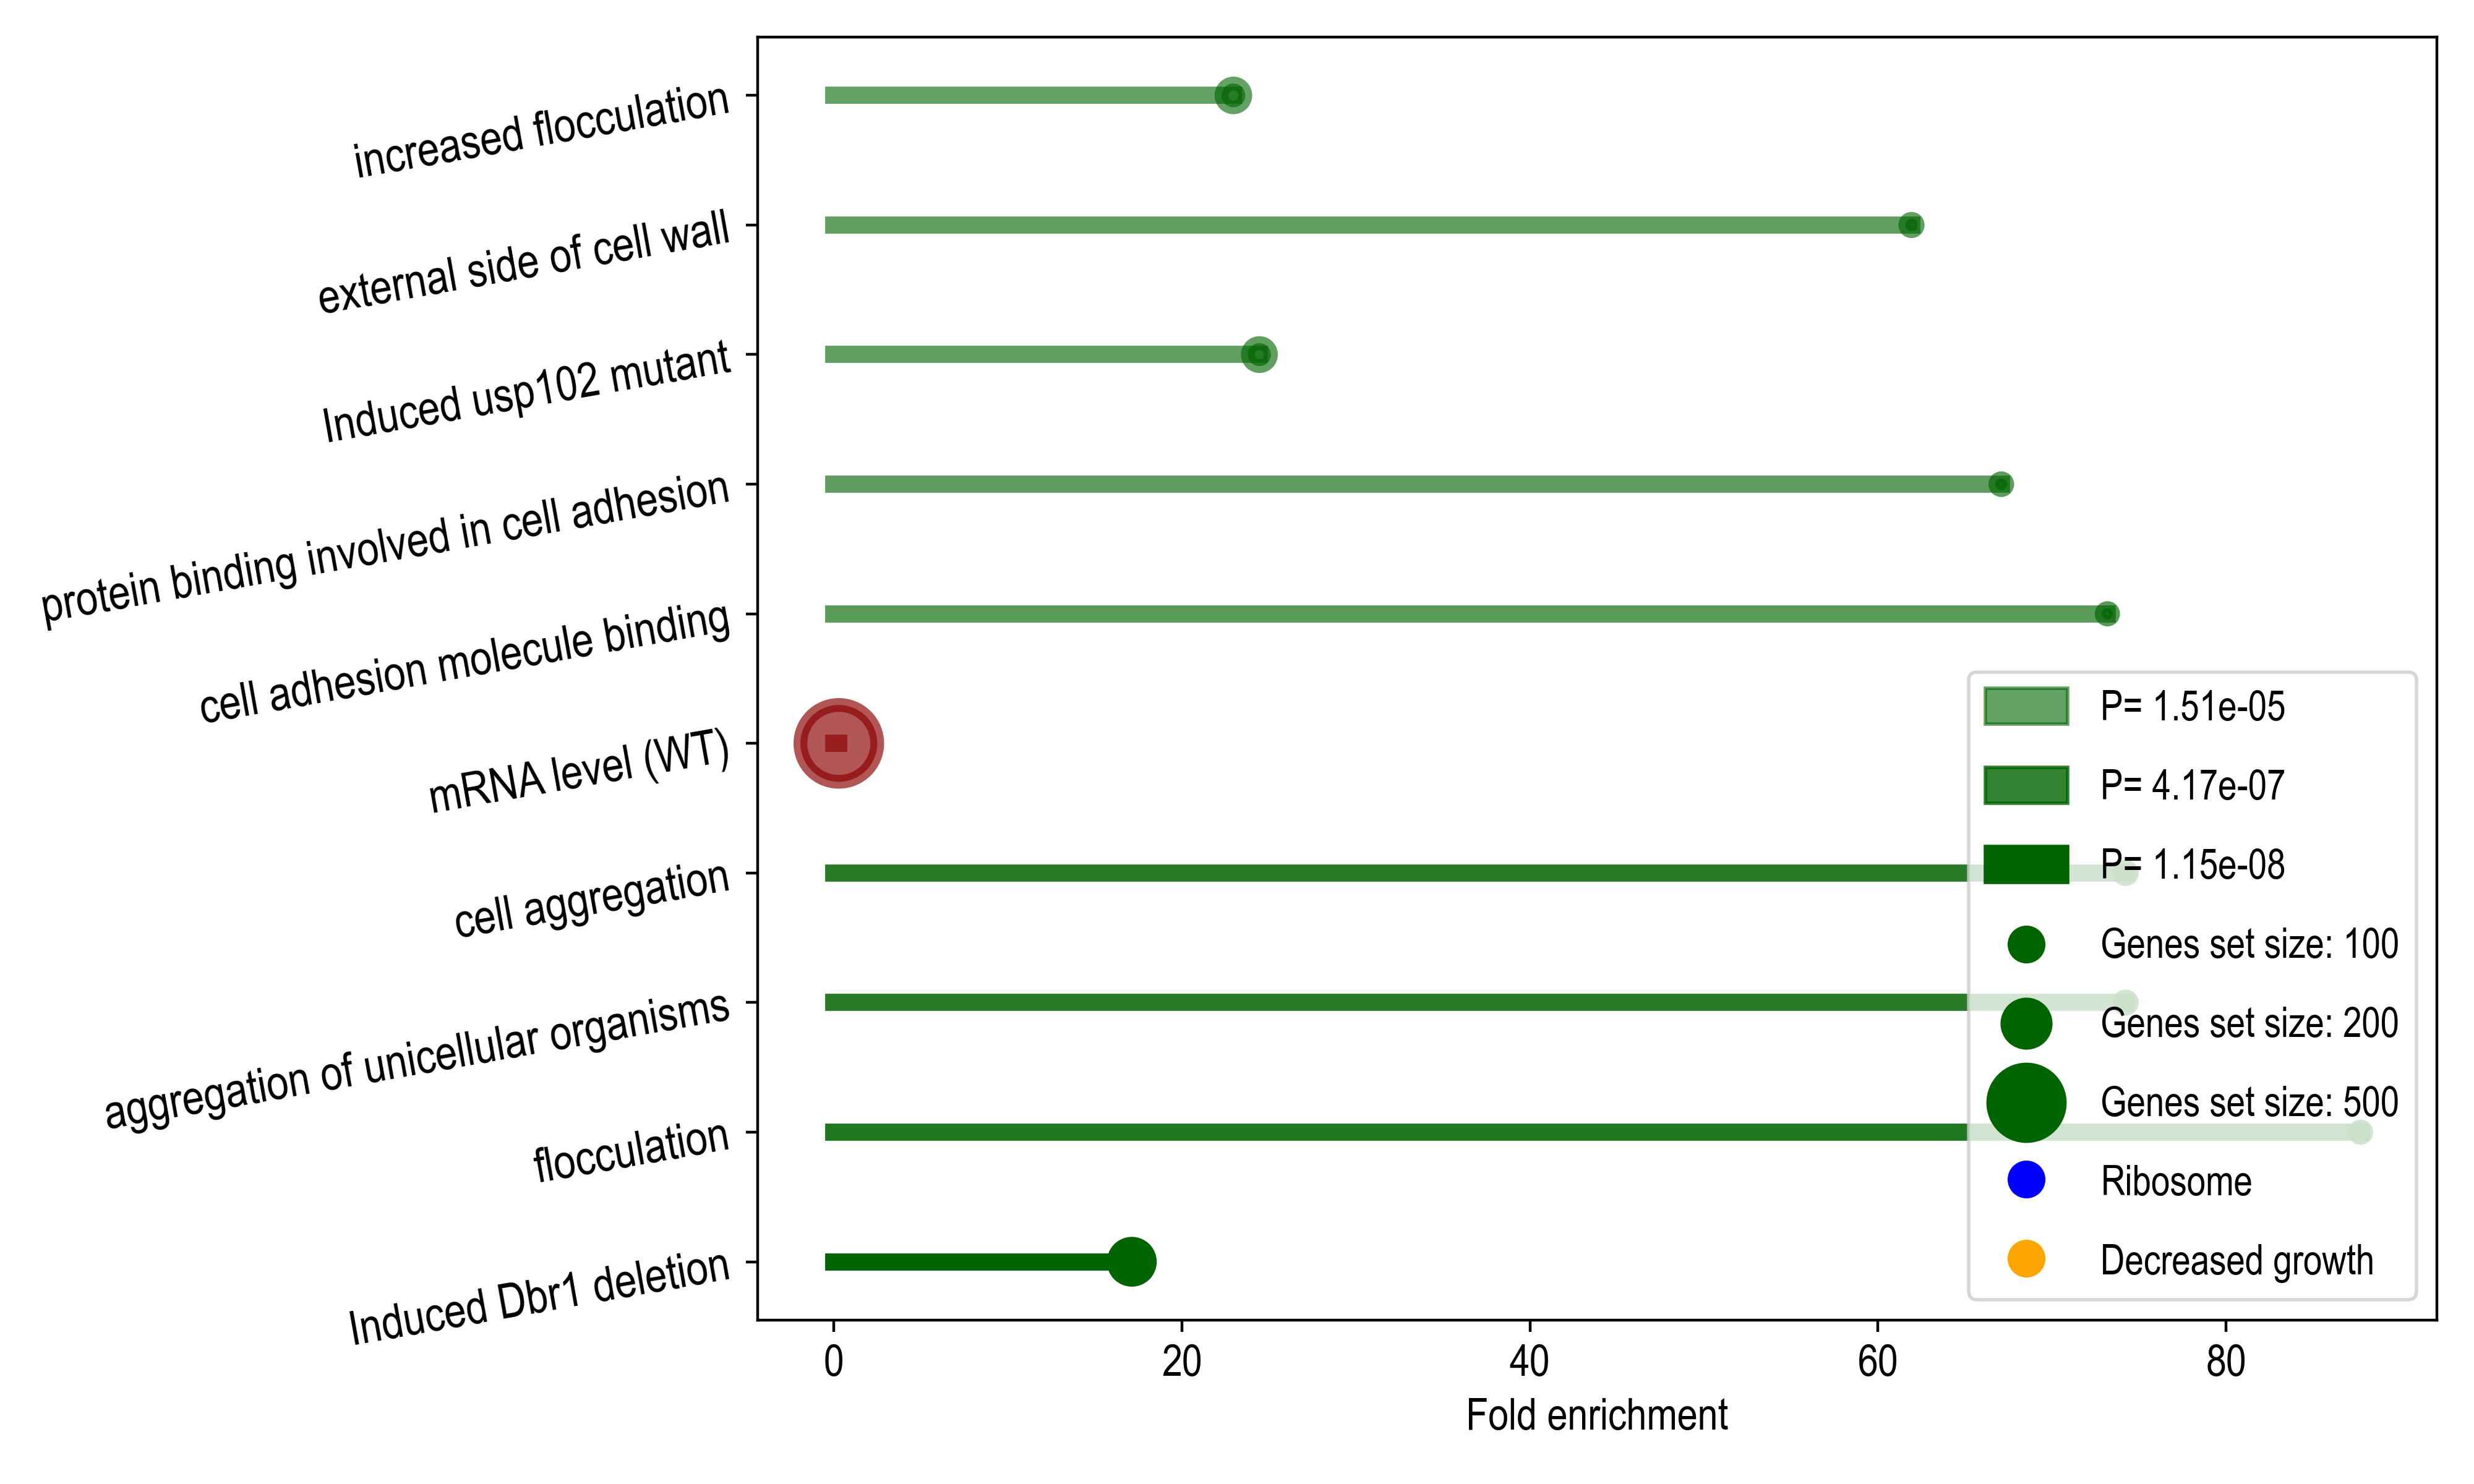 increased flocculation
external side of cell wall
Induced usp102 mutant
protein binding involved in cell adhesion
cell adhesion molecule binding
mRNA level (WT)
cell aggregation
aggregation of unicellular organisms
flocculation
Induced Dbr1 deletion
P= 1.51e-05
P= 4.17e-07
P= 1.15e-08
Genes set size: 100
Genes set size: 200
Genes set size: 500
Ribosome
Decreased growth
0 20 40 60 80
Fold enrichment